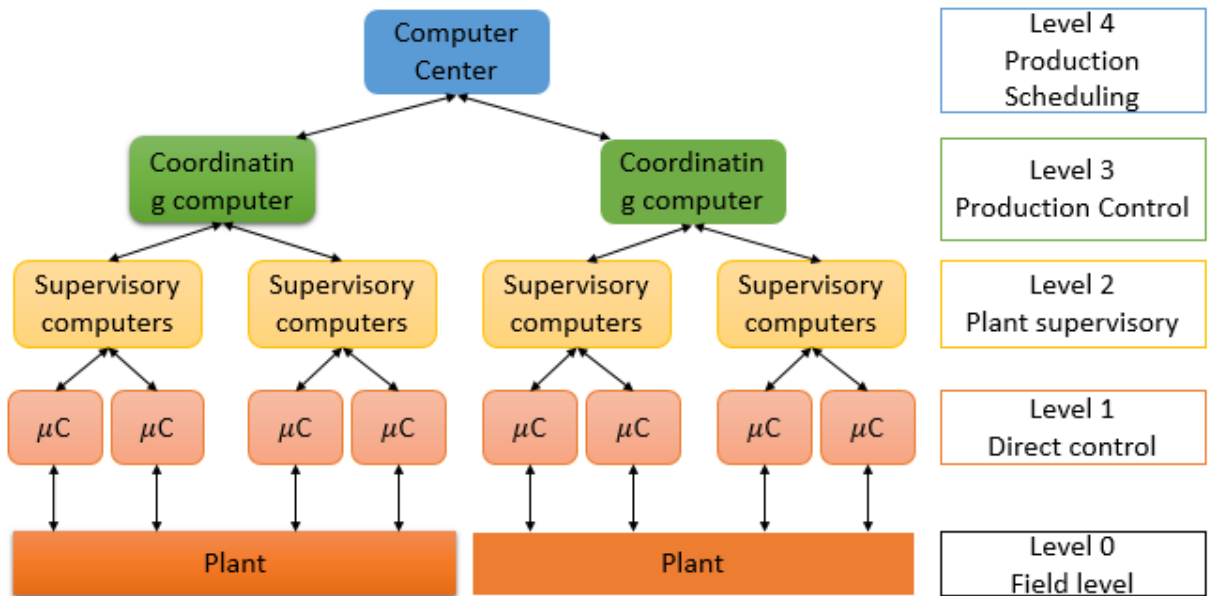 Computer
Center
Level 4
Production
Scheduling
Coordinatin
g computer
Coordinatin
g computer
Level 3
Production Control
Supervisory
computers
Supervisory
computers
Supervisory
computers
Supervisory
computers
Level 2
Plant supervisory
μC
μC
μC
μC
μC
μC
μC
μC
Level 1
Direct control
Plant
Plant
Level 0
Field level